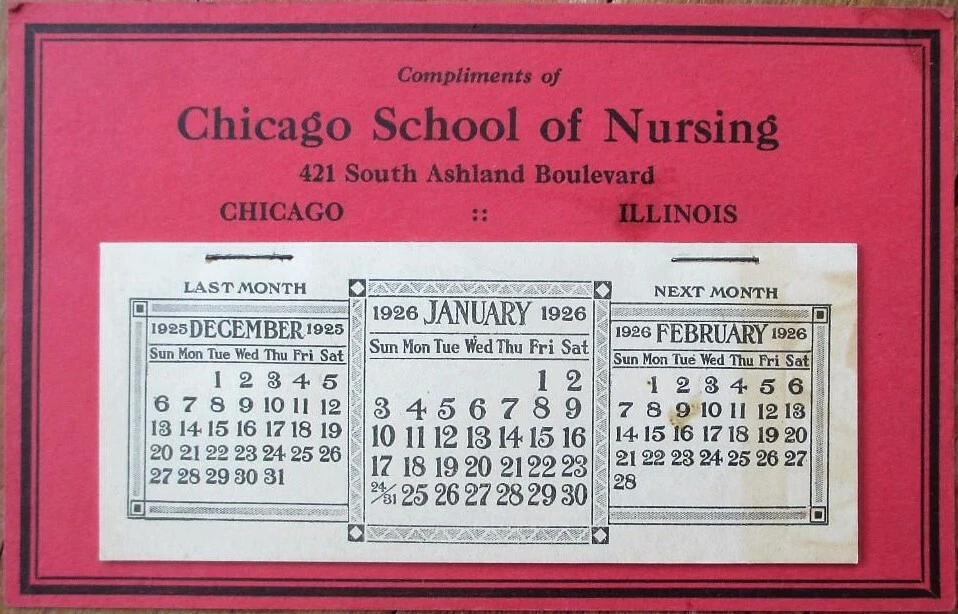 Compliments of
Chicago School of Nursing
421 South Ashland Boulevard
CHICAGO :: ILLINOIS
LAST MONTH
1925 DECEMBER 1925
Sun Mon Tue Wed Thu Fri Sat
1 2 3 4 5
6 7 8 9 10 11 12
13 14 15 16 17 18 19
20 21 22 23 24 25 26
27 28 29 30 31
1926 JANUARY 1926
Sun Mon Tue Wed Thu Fri Sat
1 2
3 4 5 6 7 8 9
10 11 12 13 14 15 16
17 18 19 20 21 22 23
24/31 25 26 27 28 29 30
NEXT MONTH
1926 FEBRUARY 1926
Sun Mon Tue Wed Thu Fri Sat
1 2 3 4 5 6
7 8 9 10 11 12 13
14 15 16 17 18 19 20
21 22 23 24 25 26 27
28